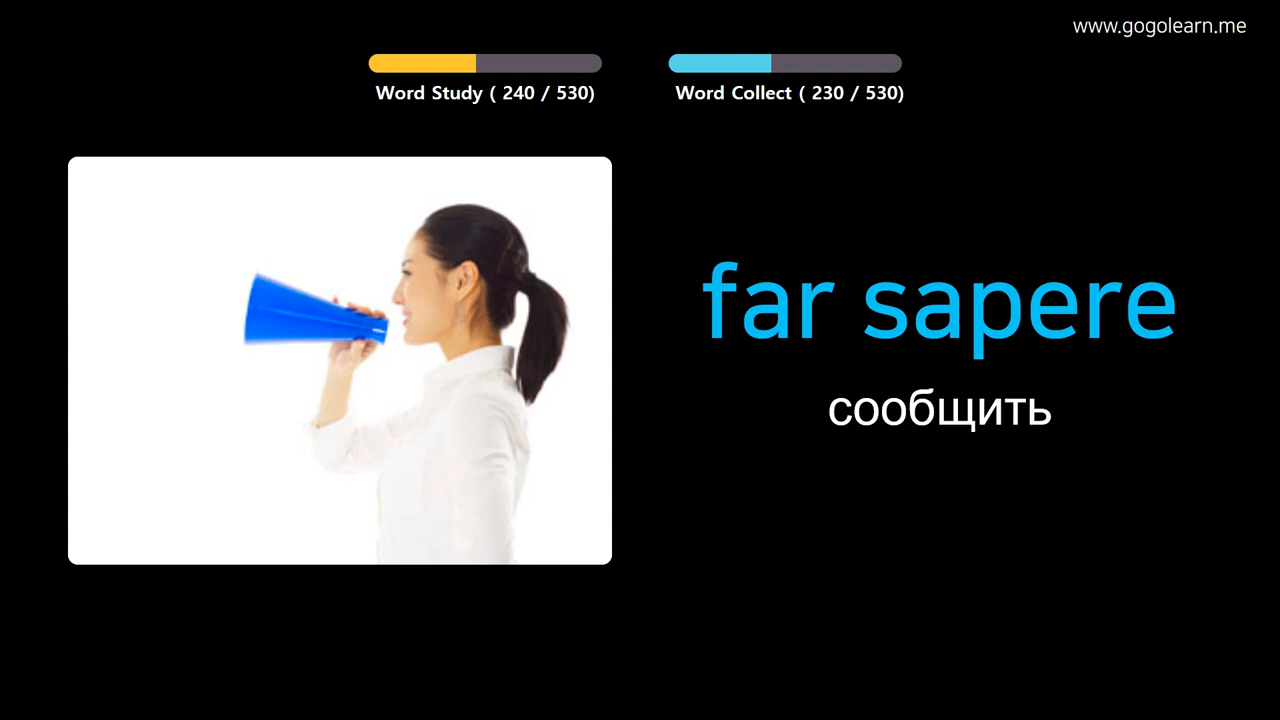 www.gogolearn.me
Word Study ( 240 / 530)
Word Collect ( 230 / 530)
far sapere
сообщить